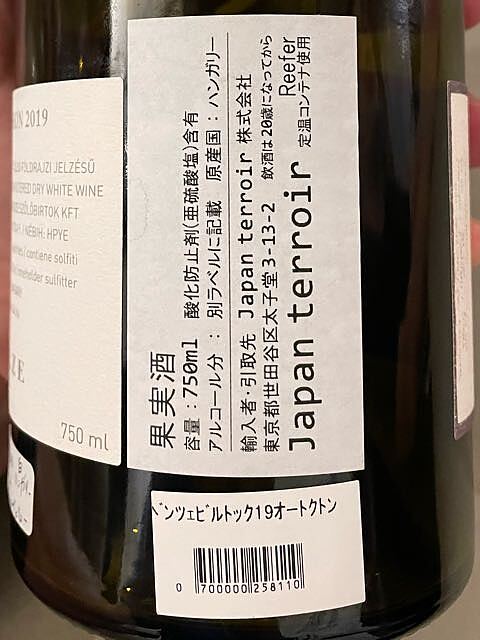 2019
FÖLDRAJZI JELZÉSŰ
DRY WHITE WINE
SZŐLŐBIRTOK KFT
NÉBIH: HPYE
contiene solfiti
sulfitter
750 ml
果実酒
容量：750ml 酸化防止剤(亜硫酸塩)含有
アルコール分 : 別ラベルに記載 原産国 : ハンガリー
輸入者・引取先 Japan terroir 株式会社
東京都世田谷区太子堂3-13-2 飲酒は20歳になってから
Japan terroir Reefer
定温コンテナ使用
ベンツェビルトック19オートクトン
0 700000 258110